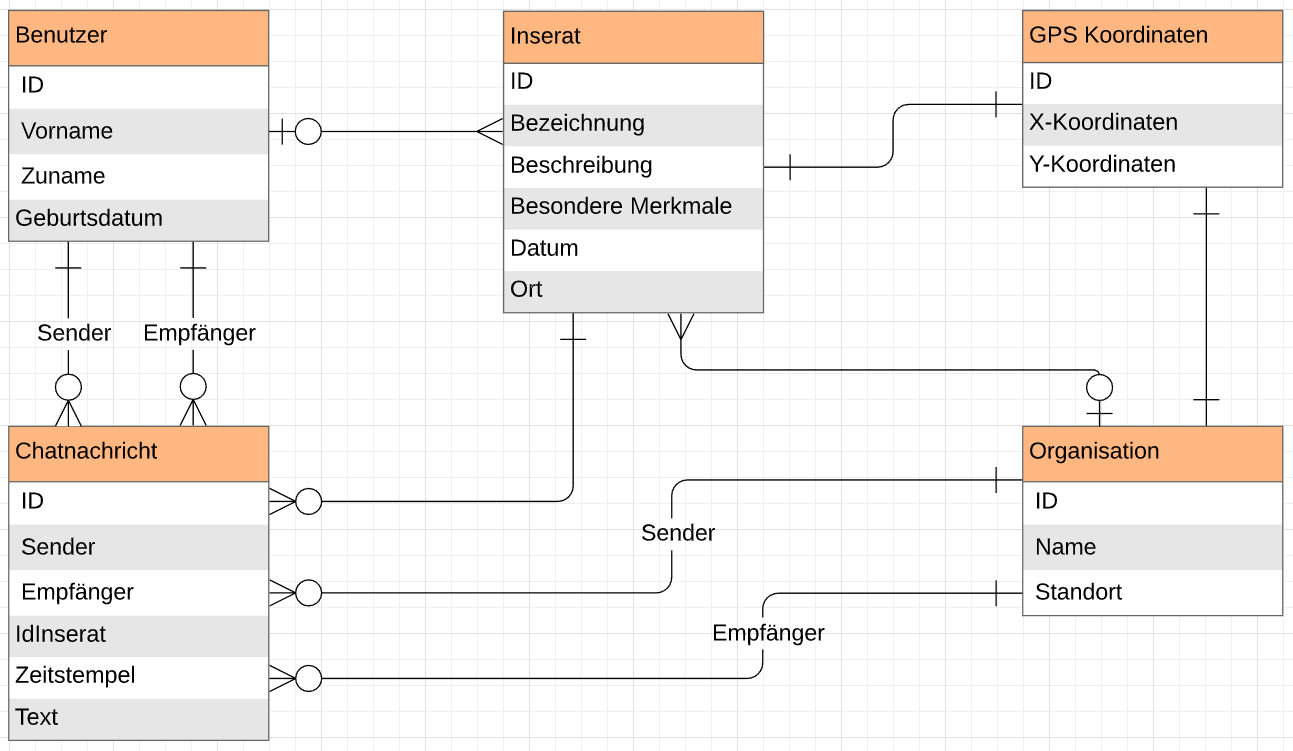 Benutzer
ID
Vorname
Zuname
Geburtsdatum
Inserat
ID
Bezeichnung
Beschreibung
Besondere Merkmale
Datum
Ort
GPS Koordinaten
ID
X-Koordinaten
Y-Koordinaten
Sender
Empfänger
Chatnachricht
ID
Sender
Empfänger
IdInserat
Zeitstempel
Text
Sender
Empfänger
Organisation
ID
Name
Standort